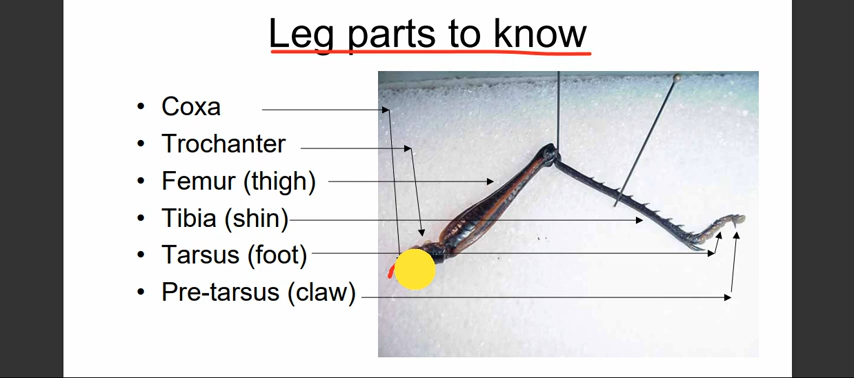 Leg parts to know
• Coxa
• Trochanter
• Femur (thigh)
• Tibia (shin)
• Tarsus (foot)
• Pre-tarsus (claw)